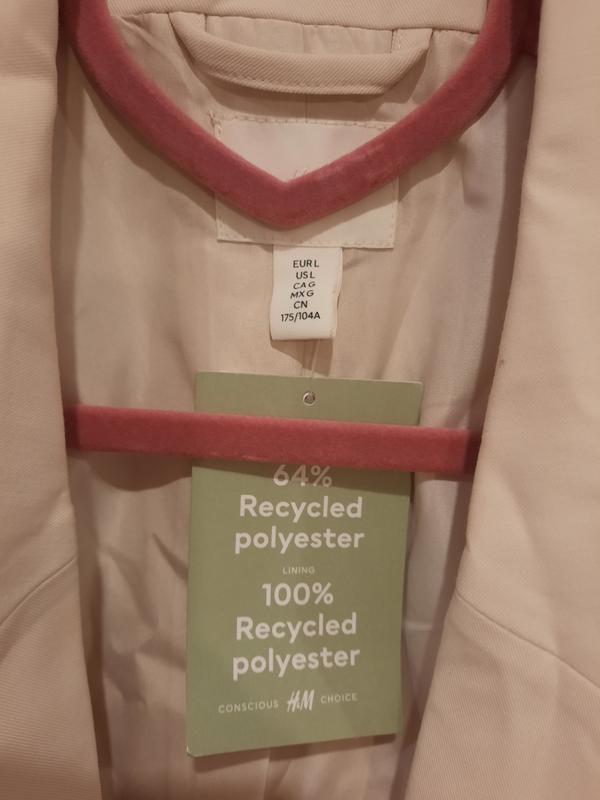 EUR L
US L
CA G
MX G
CN
175/104A
64%
Recycled
polyester
LINING
100%
Recycled
polyester
CONSCIOUS H&M CHOICE